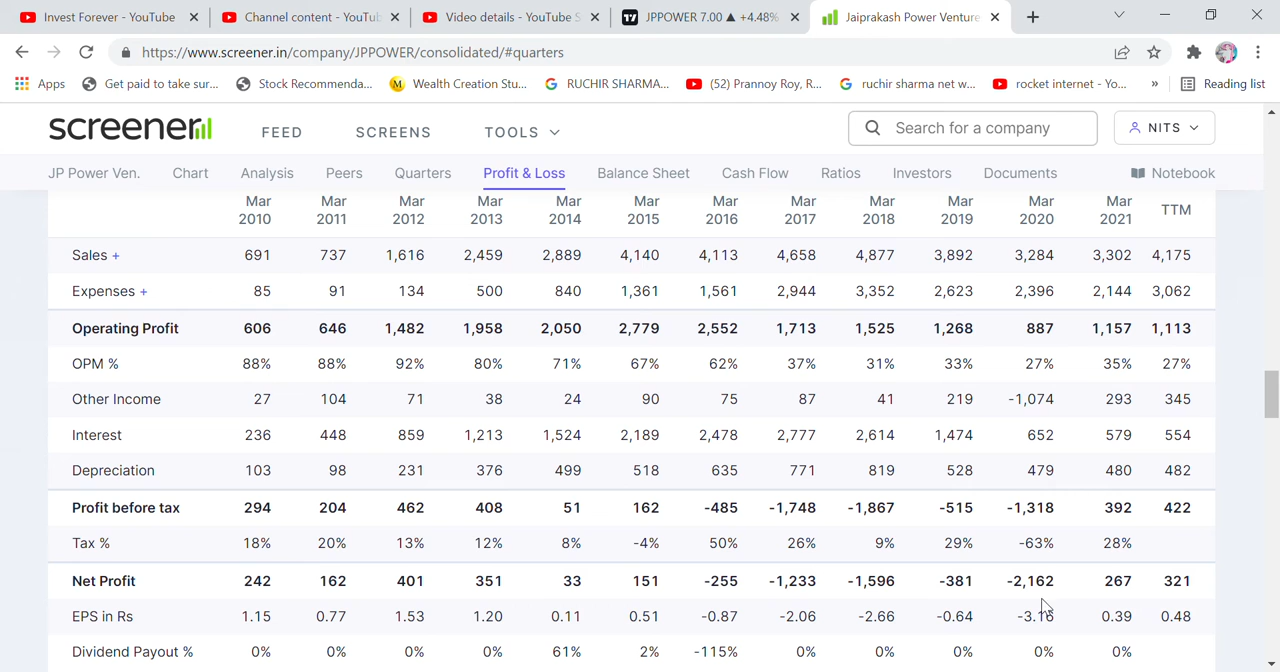 Invest Forever - YouTube Channel content - YouTub Video details - YouTube S JPPOWER 7.00 ▲ +4.48% Jaiprakash Power Venture
https://www.screener.in/company/JPPOWER/consolidated/#quarters
Apps Get paid to take sur... Stock Recommenda... Wealth Creation Stu... RUCHIR SHARMA... (52) Prannoy Roy, R... ruchir sharma net w... rocket internet - Yo... » Reading list
screener FEED SCREENS TOOLS Search for a company NITS
JP Power Ven. Chart Analysis Peers Quarters Profit & Loss Balance Sheet Cash Flow Ratios Investors Documents Notebook
Mar Mar Mar Mar Mar Mar Mar Mar Mar Mar Mar Mar
2010 2011 2012 2013 2014 2015 2016 2017 2018 2019 2020 2021 TTM
Sales + 691 737 1,616 2,459 2,889 4,140 4,113 4,658 4,877 3,892 3,284 3,302 4,175
Expenses + 85 91 134 500 840 1,361 1,561 2,944 3,352 2,623 2,396 2,144 3,062
Operating Profit 606 646 1,482 1,958 2,050 2,779 2,552 1,713 1,525 1,268 887 1,157 1,113
OPM % 88% 88% 92% 80% 71% 67% 62% 37% 31% 33% 27% 35% 27%
Other Income 27 104 71 38 24 90 75 87 41 219 -1,074 293 345
Interest 236 448 859 1,213 1,524 2,189 2,478 2,777 2,614 1,474 652 579 554
Depreciation 103 98 231 376 499 518 635 771 819 528 479 480 482
Profit before tax 294 204 462 408 51 162 -485 -1,748 -1,867 -515 -1,318 392 422
Tax % 18% 20% 13% 12% 8% -4% 50% 26% 9% 29% -63% 28%
Net Profit 242 162 401 351 33 151 -255 -1,233 -1,596 -381 -2,162 267 321
EPS in Rs 1.15 0.77 1.53 1.20 0.11 0.51 -0.87 -2.06 -2.66 -0.64 -3.16 0.39 0.48
Dividend Payout % 0% 0% 0% 0% 61% 2% -115% 0% 0% 0% 0% 0%